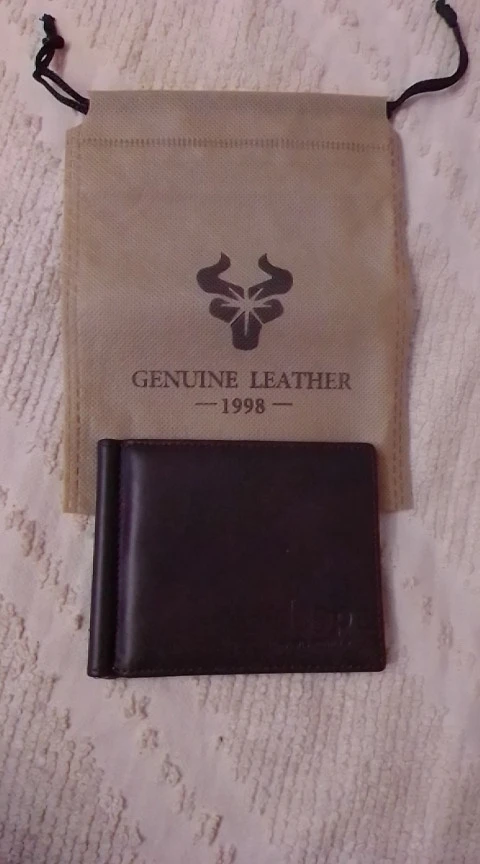 GENUINE LEATHER
— 1998 —